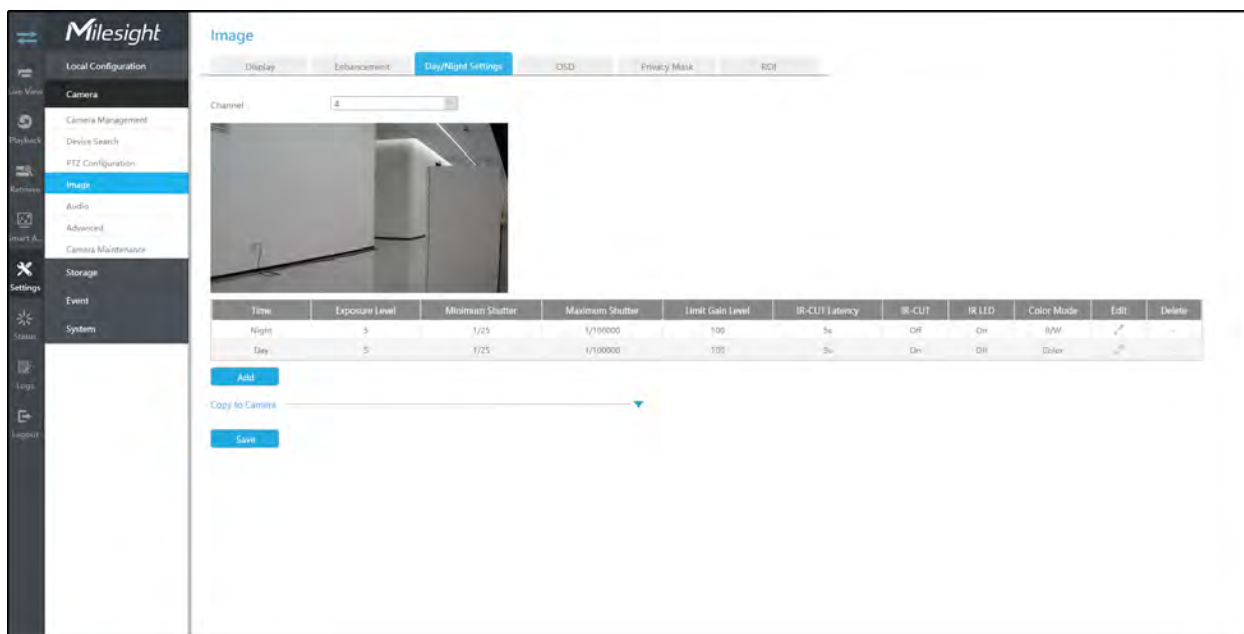 Milesight
Live View
Playback
Retrieve
Smart A...
Settings
Status
Logs
Logout
Local Configuration
Camera
Camera Management
Device Search
PTZ Configuration
Image
Audio
Advanced
Camera Maintenance
Storage
Event
System
Image
Display Enhancement Day/Night Settings OSD Privacy Mask ROI
Channel 4
Time Exposure Level Minimum Shutter Maximum Shutter Limit Gain Level IR-CUT Latency IR-CUT IR LED Color Mode Edit Delete
Night 5 1/25 1/100000 100 5s Off On B/W -
Day 5 1/25 1/100000 100 5s On Off Color -
Add
Copy to Camera
Save